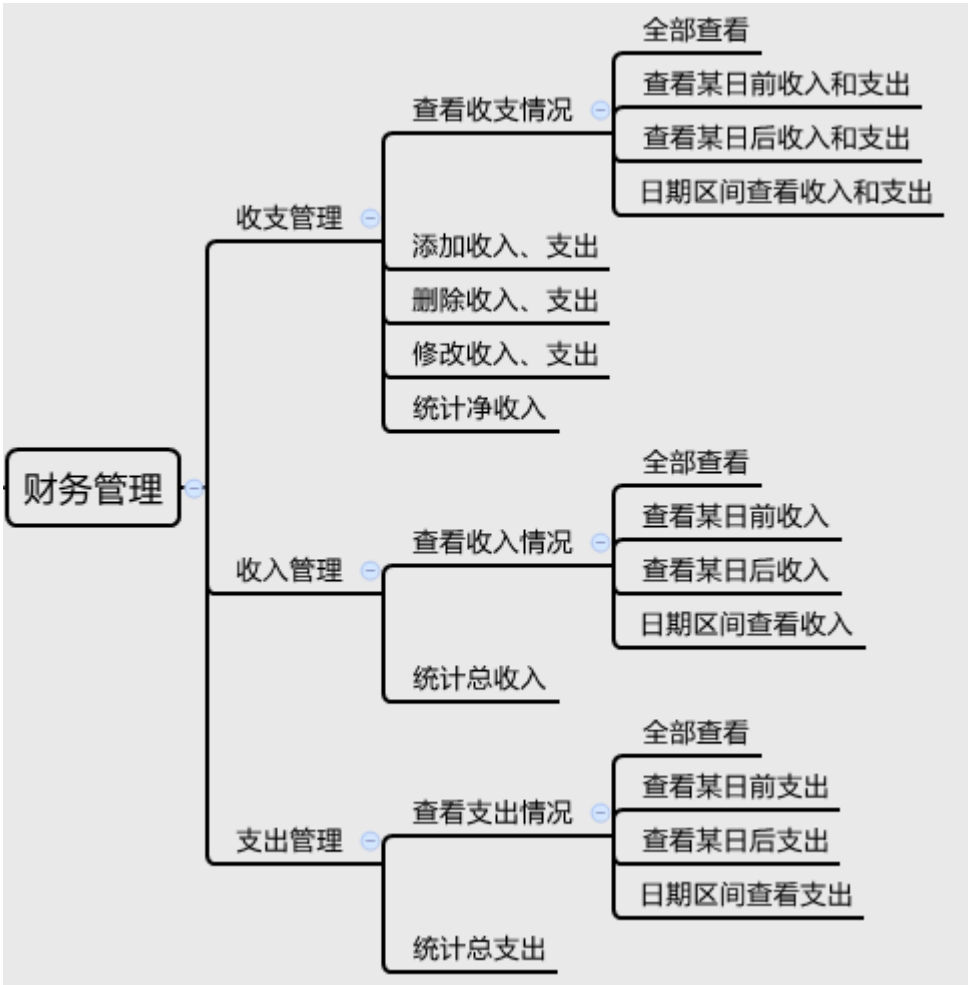 财务管理
收支管理
查看收支情况
全部查看
查看某日前收入和支出
查看某日后收入和支出
日期区间查看收入和支出
添加收入、支出
删除收入、支出
修改收入、支出
统计净收入
收入管理
查看收入情况
全部查看
查看某日前收入
查看某日后收入
日期区间查看收入
统计总收入
支出管理
查看支出情况
全部查看
查看某日前支出
查看某日后支出
日期区间查看支出
统计总支出